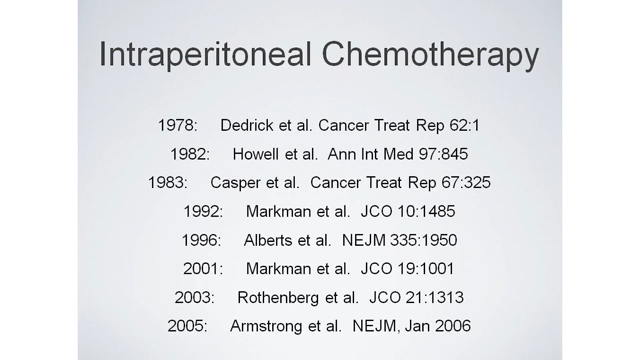 Intraperitoneal Chemotherapy
1978: Dedrick et al. Cancer Treat Rep 62:1
1982: Howell et al. Ann Int Med 97:845
1983: Casper et al. Cancer Treat Rep 67:325
1992: Markman et al. JCO 10:1485
1996: Alberts et al. NEJM 335:1950
2001: Markman et al. JCO 19:1001
2003: Rothenberg et al. JCO 21:1313
2005: Armstrong et al. NEJM, Jan 2006